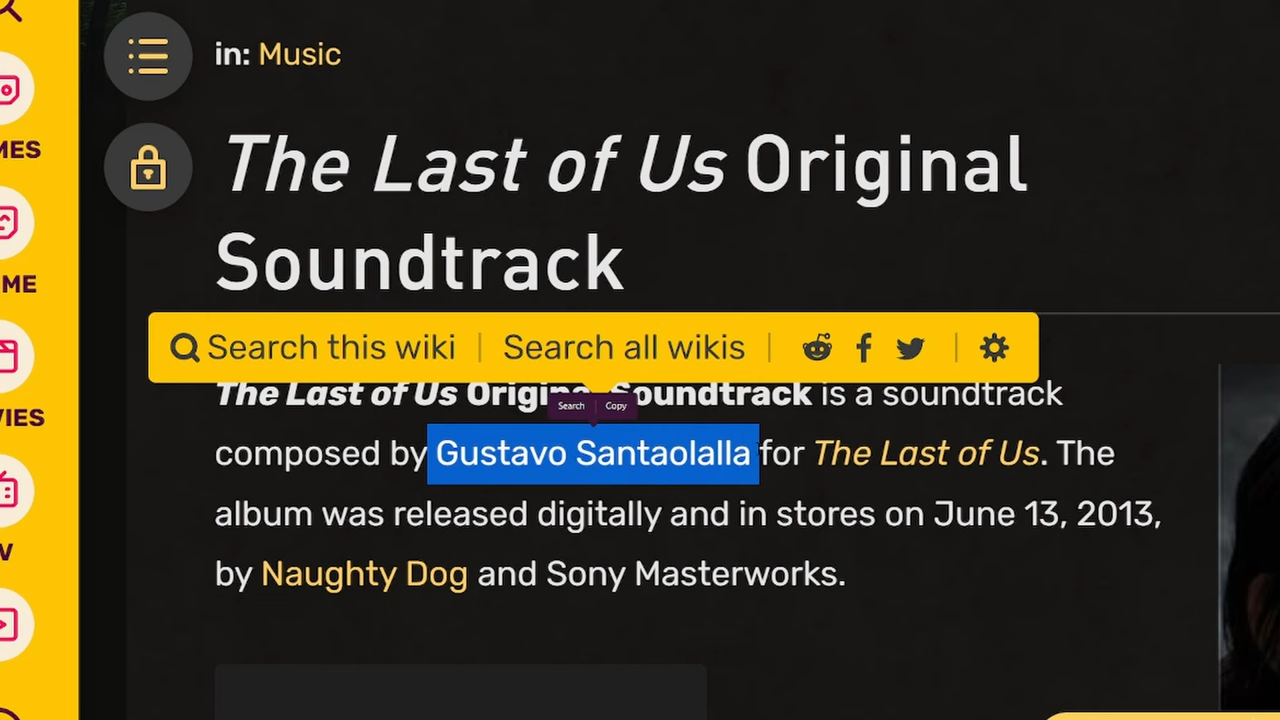 in: Music
MES
The Last of Us Original
Soundtrack
ME
Search this wiki | Search all wikis
The Last of Us Original Soundtrack is a soundtrack
Search | Copy
VIES
composed by Gustavo Santaolalla for The Last of Us. The
album was released digitally and in stores on June 13, 2013,
V
by Naughty Dog and Sony Masterworks.